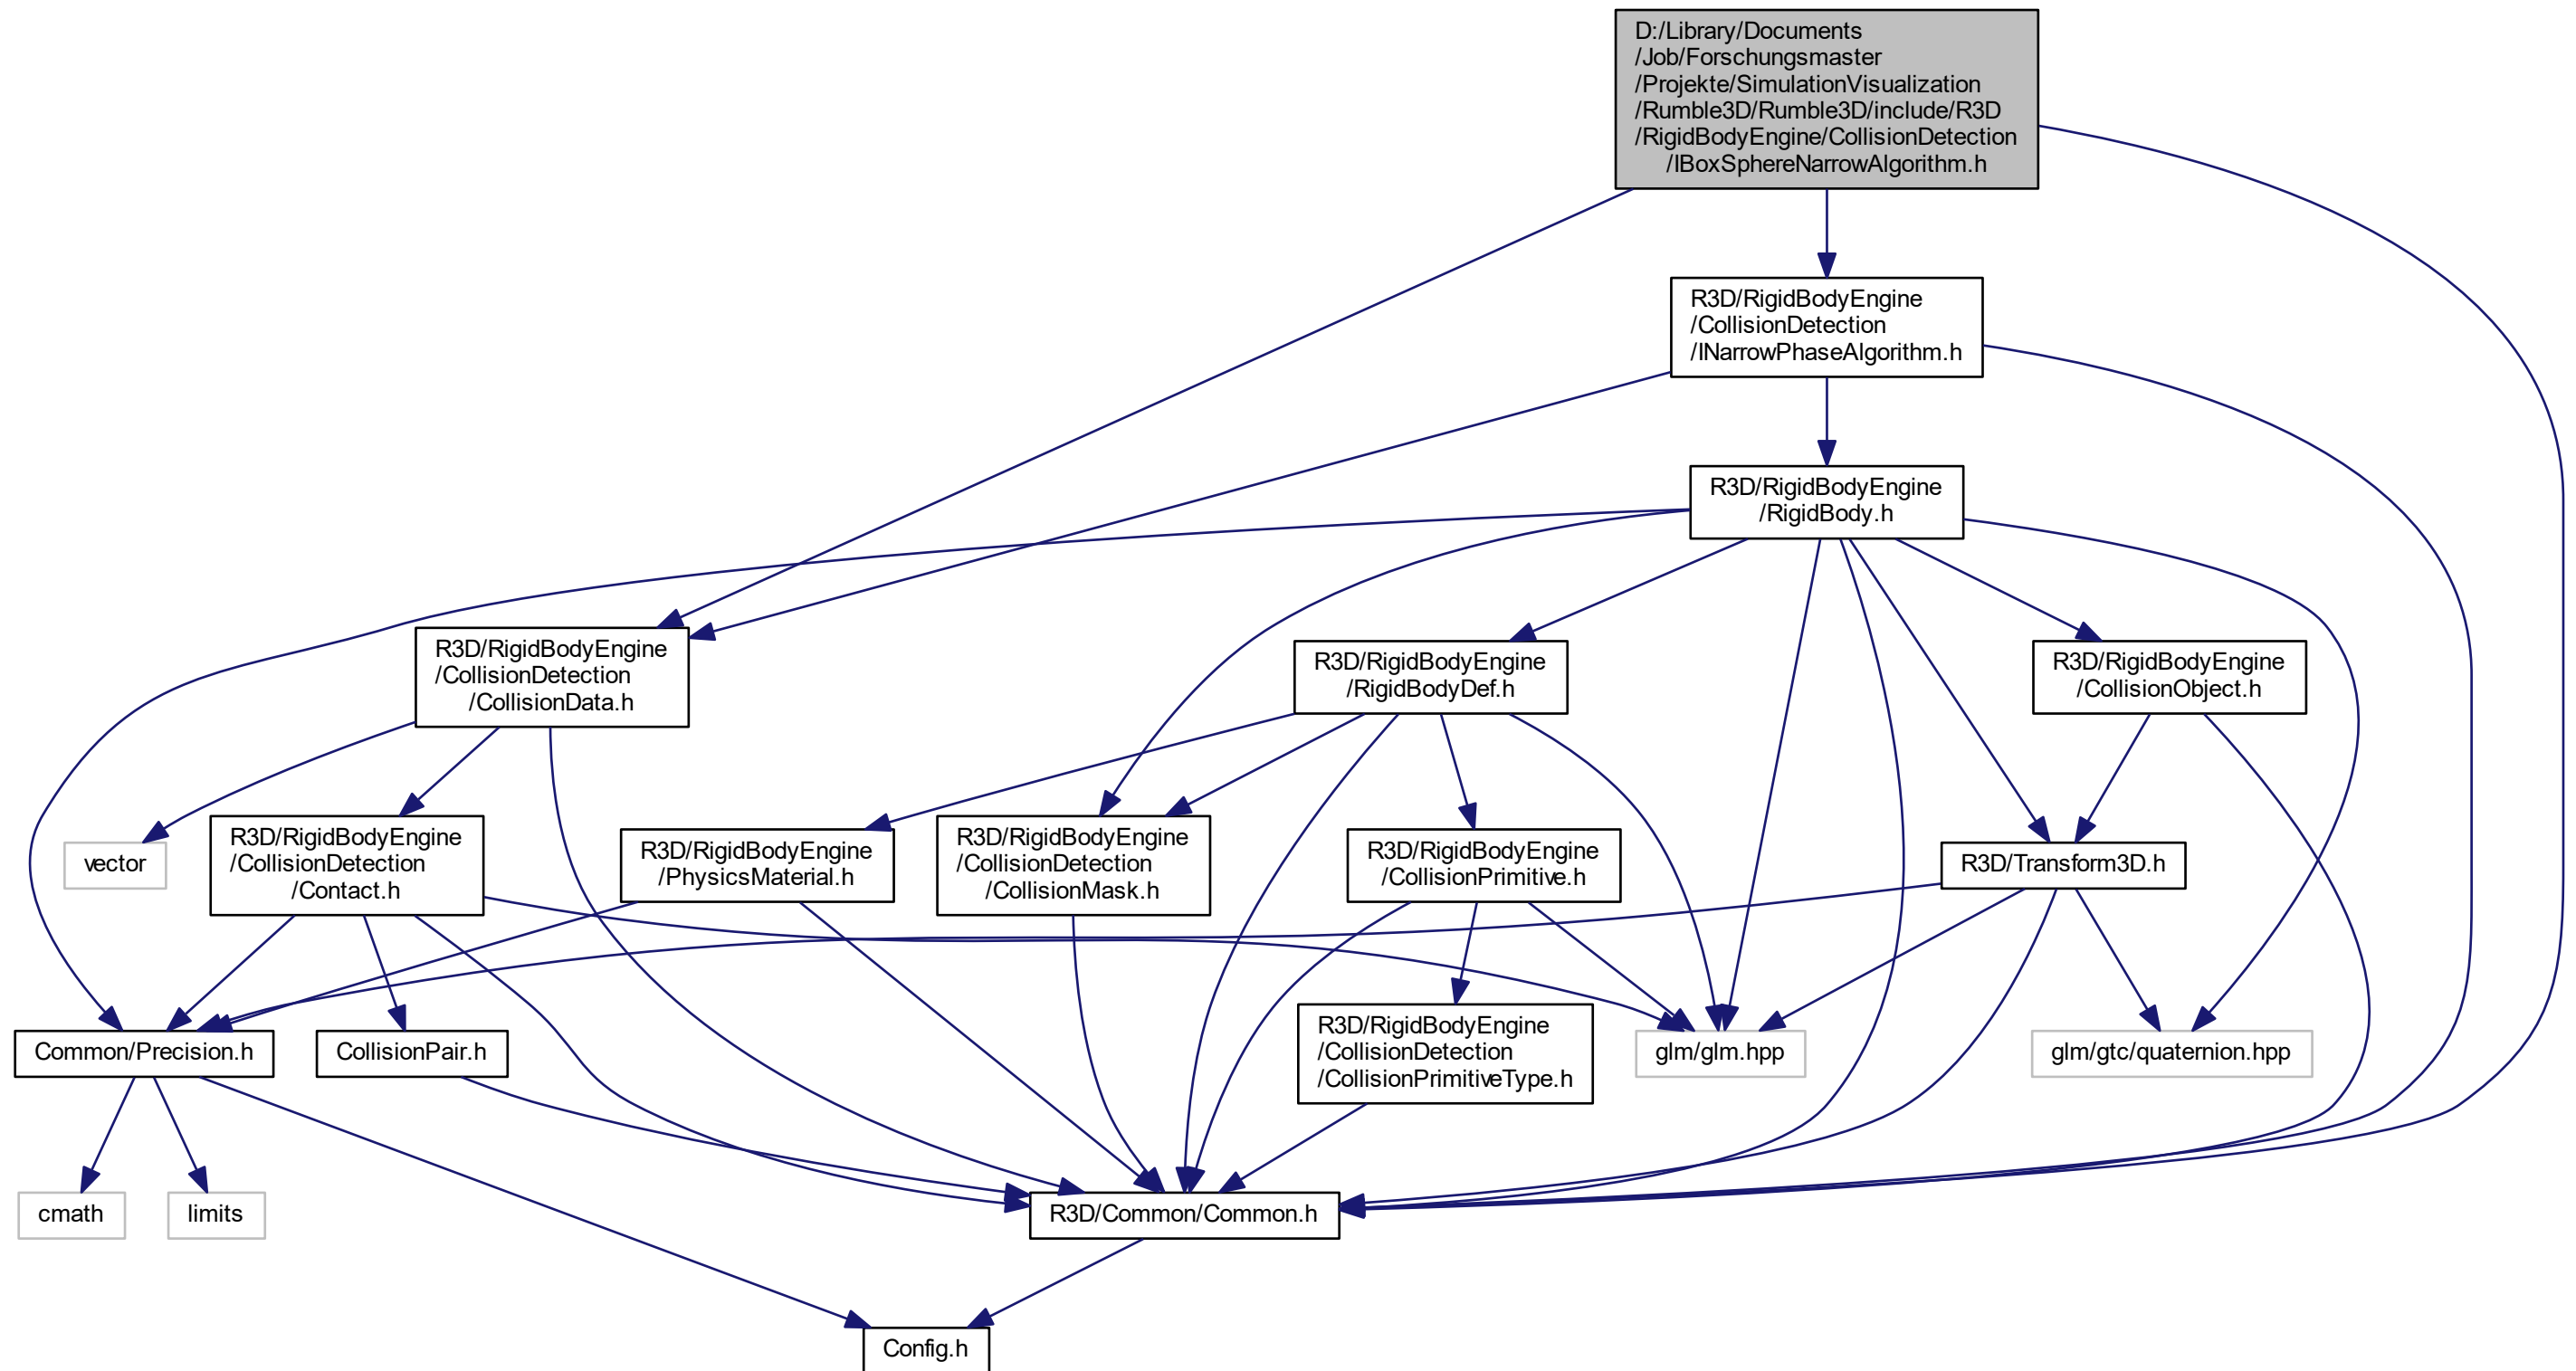 D:/Library/Documents
/Job/Forschungsmaster
/Projekte/SimulationVisualization
/Rumble3D/Rumble3D/include/R3D
/RigidBodyEngine/CollisionDetection
/IBoxSphereNarrowAlgorithm.h
R3D/RigidBodyEngine
/CollisionDetection
/INarrowPhaseAlgorithm.h
R3D/RigidBodyEngine
/RigidBody.h
R3D/RigidBodyEngine
/CollisionDetection
/CollisionData.h
R3D/RigidBodyEngine
/RigidBodyDef.h
R3D/RigidBodyEngine
/CollisionObject.h
vector
R3D/RigidBodyEngine
/CollisionDetection
/Contact.h
R3D/RigidBodyEngine
/PhysicsMaterial.h
R3D/RigidBodyEngine
/CollisionDetection
/CollisionMask.h
R3D/RigidBodyEngine
/CollisionPrimitive.h
R3D/Transform3D.h
Common/Precision.h
CollisionPair.h
R3D/RigidBodyEngine
/CollisionDetection
/CollisionPrimitiveType.h
glm/glm.hpp
glm/gtc/quaternion.hpp
cmath
limits
R3D/Common/Common.h
Config.h